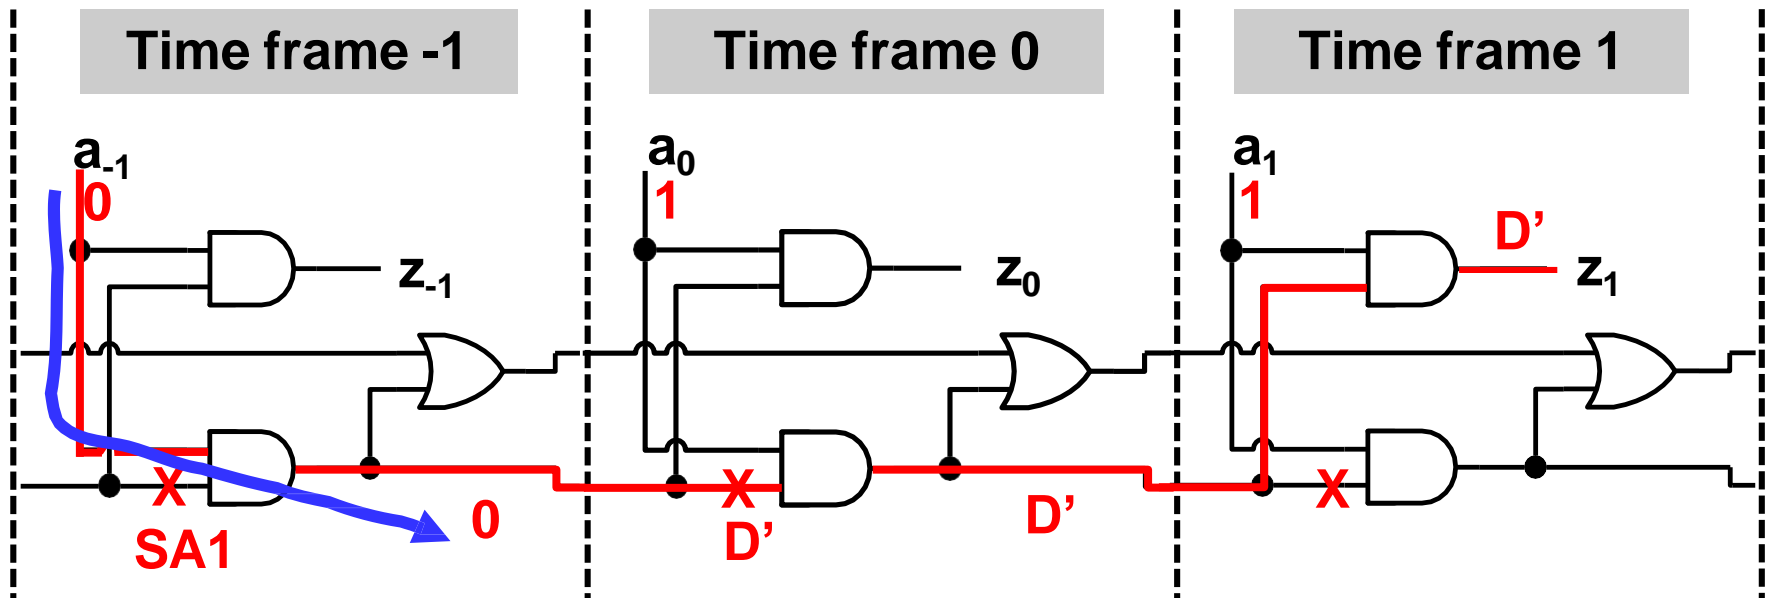 Time frame -1 Time frame 0 Time frame 1
a-1 a0 a1
0 1 1
D’
z-1 z0 z1
X X X
0 D’
SA1 D’